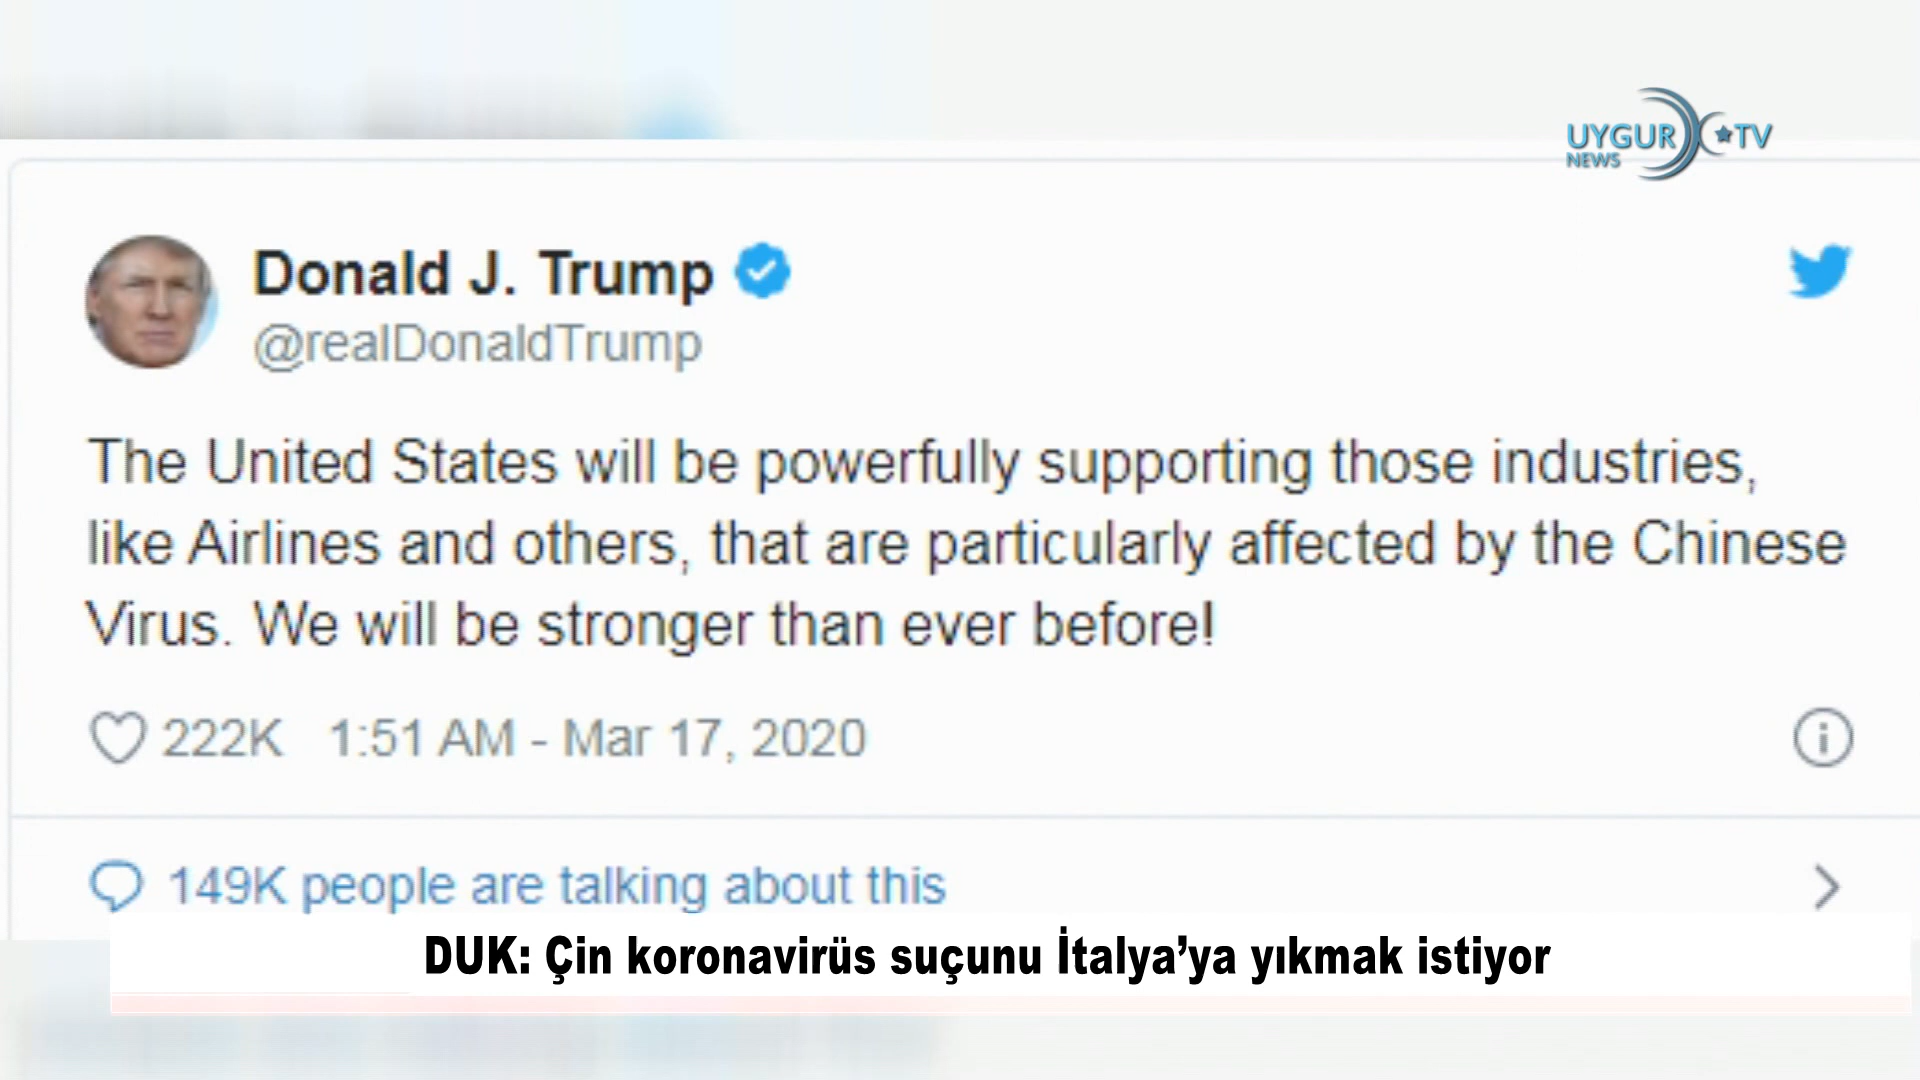 UYGUR TV
NEWS
Donald J. Trump
@realDonaldTrump
The United States will be powerfully supporting those industries,
like Airlines and others, that are particularly affected by the Chinese
Virus. We will be stronger than ever before!
222K 1:51 AM - Mar 17, 2020
149K people are talking about this
DUK: Çin koronavirüs suçunu İtalya’ya yıkmak istiyor